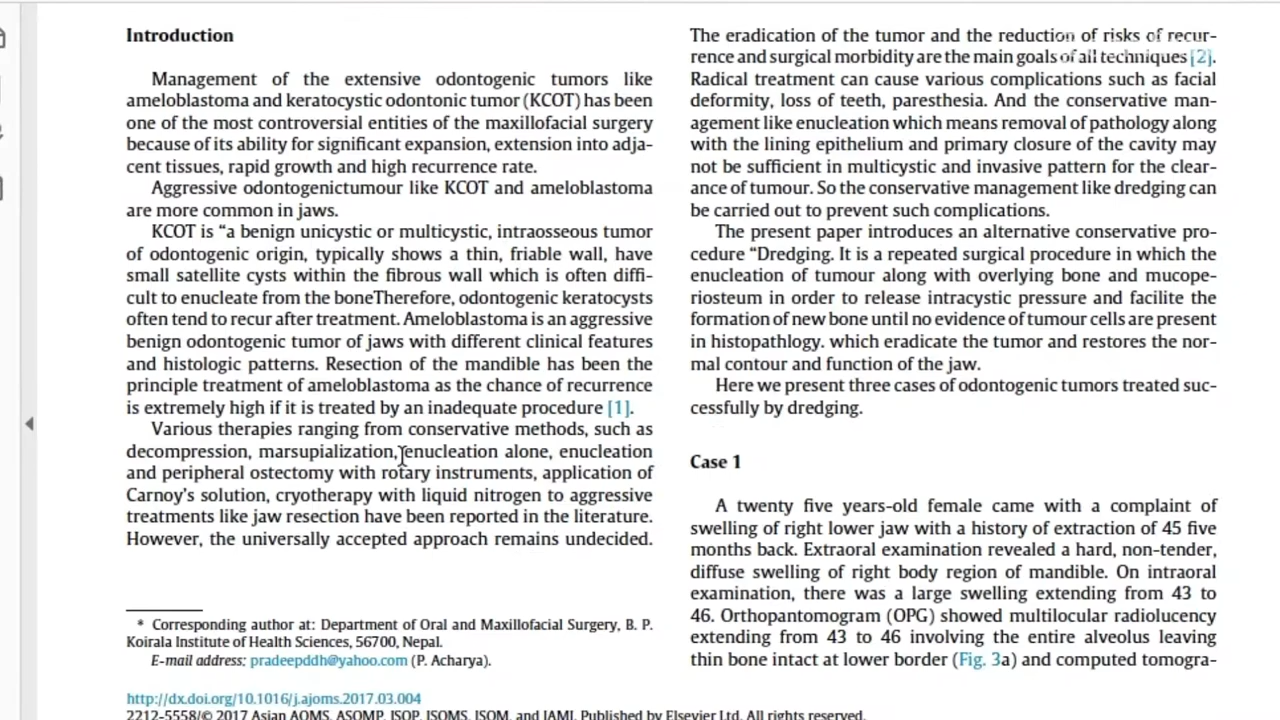 Introduction
Management of the extensive odontogenic tumors like
ameloblastoma and keratocystic odontonic tumor (KCOT) has been
one of the most controversial entities of the maxillofacial surgery
because of its ability for significant expansion, extension into adja-
cent tissues, rapid growth and high recurrence rate.
Aggressive odontogenictumour like KCOT and ameloblastoma
are more common in jaws.
KCOT is “a benign unicystic or multicystic, intraosseous tumor
of odontogenic origin, typically shows a thin, friable wall, have
small satellite cysts within the fibrous wall which is often diffi-
cult to enucleate from the boneTherefore, odontogenic keratocysts
often tend to recur after treatment. Ameloblastoma is an aggressive
benign odontogenic tumor of jaws with different clinical features
and histologic patterns. Resection of the mandible has been the
principle treatment of ameloblastoma as the chance of recurrence
is extremely high if it is treated by an inadequate procedure [1].
Various therapies ranging from conservative methods, such as
decompression, marsupialization, enucleation alone, enucleation
and peripheral ostectomy with rotary instruments, application of
Carnoy's solution, cryotherapy with liquid nitrogen to aggressive
treatments like jaw resection have been reported in the literature.
However, the universally accepted approach remains undecided.
* Corresponding author at: Department of Oral and Maxillofacial Surgery, B. P.
Koirala Institute of Health Sciences, 56700, Nepal.
E-mail address: pradeepddh@yahoo.com (P. Acharya).
http://dx.doi.org/10.1016/j.ajoms.2017.03.004
2212-5558/© 2017 Asian AOMS, ASOMP, JSOP, JSOMS, JSOM, and JAMI. Published by Elsevier Ltd. All rights reserved.
The eradication of the tumor and the reduction of risks of recur-
rence and surgical morbidity are the main goals of all techniques [2].
Radical treatment can cause various complications such as facial
deformity, loss of teeth, paresthesia. And the conservative man-
agement like enucleation which means removal of pathology along
with the lining epithelium and primary closure of the cavity may
not be sufficient in multicystic and invasive pattern for the clear-
ance of tumour. So the conservative management like dredging can
be carried out to prevent such complications.
The present paper introduces an alternative conservative pro-
cedure “Dredging. It is a repeated surgical procedure in which the
enucleation of tumour along with overlying bone and mucope-
riosteum in order to release intracystic pressure and facilite the
formation of new bone until no evidence of tumour cells are present
in histopathlogy. which eradicate the tumor and restores the nor-
mal contour and function of the jaw.
Here we present three cases of odontogenic tumors treated suc-
cessfully by dredging.
Case 1
A twenty five years-old female came with a complaint of
swelling of right lower jaw with a history of extraction of 45 five
months back. Extraoral examination revealed a hard, non-tender,
diffuse swelling of right body region of mandible. On intraoral
examination, there was a large swelling extending from 43 to
46. Orthopantomogram (OPG) showed multilocular radiolucency
extending from 43 to 46 involving the entire alveolus leaving
thin bone intact at lower border (Fig. 3a) and computed tomogra-